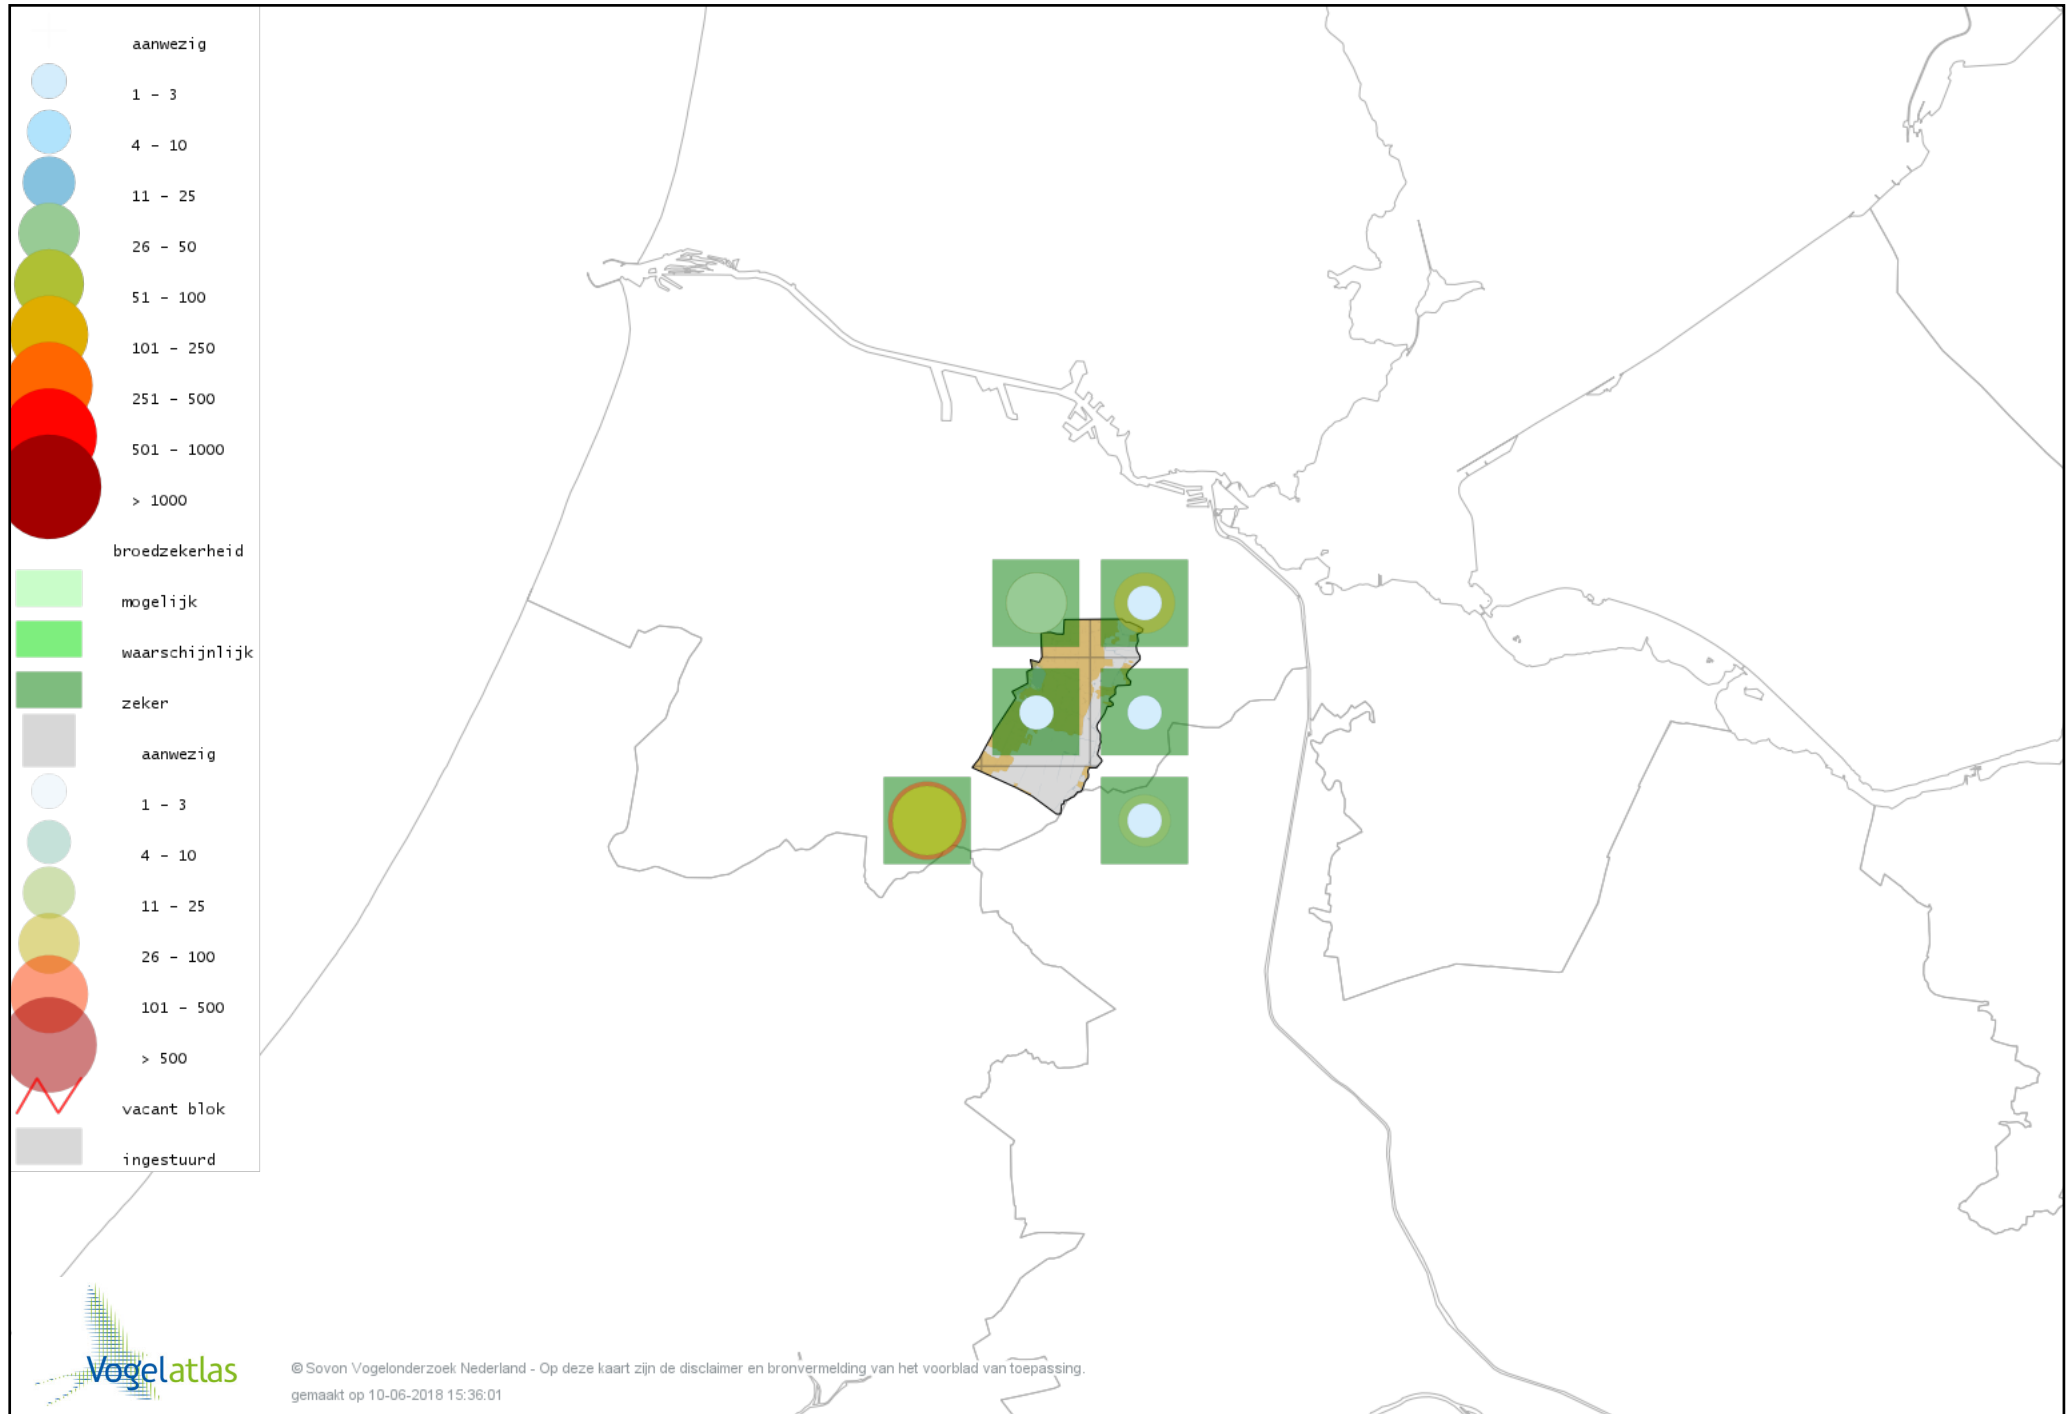 aanwezig
1 - 3
4 - 10
11 - 25
26 - 50
51 - 100
101 - 250
251 - 500
501 - 1000
> 1000
broedzekerheid
mogelijk
waarschijnlijk
zeker
aanwezig
1 - 3
4 - 10
11 - 25
26 - 100
101 - 500
> 500
vacant blok
ingestuurd
Vogelatlas
© Sovon Vogelonderzoek Nederland - Op deze kaart zijn de disclaimer en bronvermelding van het voorblad van toepassing.
gemaakt op 10-06-2018 15:36:01